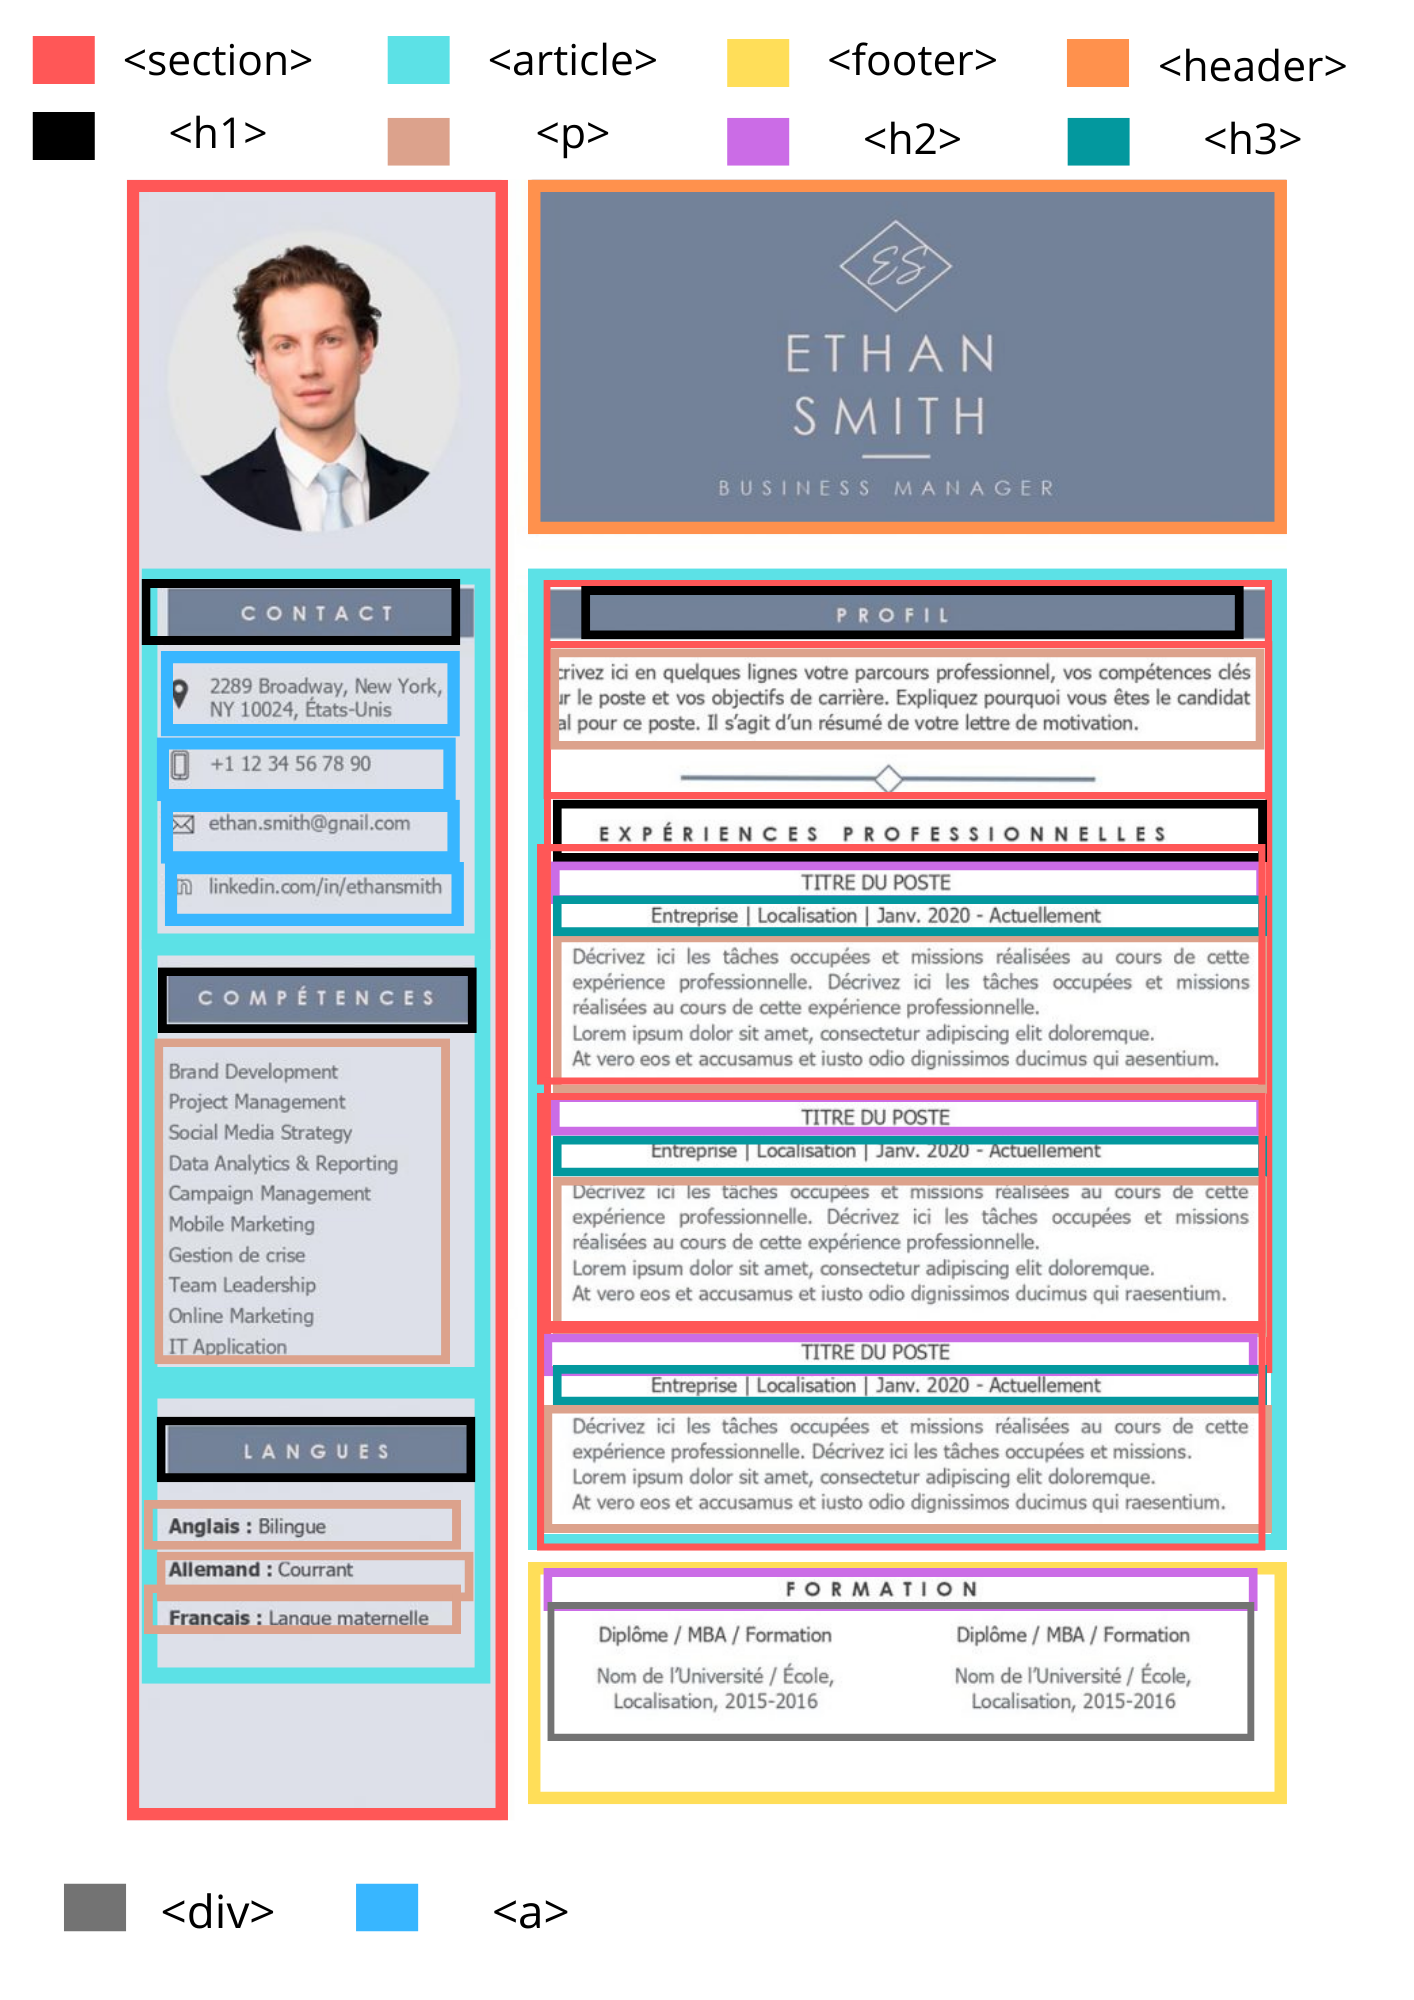 <section>
<article>
<footer>
<header>
<h1>
<p>
<h2>
<h3>
ES
ETHAN
SMITH
BUSINESS MANAGER
CONTACT
2289 Broadway, New York,
NY 10024, États-Unis
+1 12 34 56 78 90
ethan.smith@gnail.com
linkedin.com/in/ethansmith
COMPÉTENCES
Brand Development
Project Management
Social Media Strategy
Data Analytics & Reporting
Campaign Management
Mobile Marketing
Gestion de crise
Team Leadership
Online Marketing
IT Application
LANGUES
Anglais : Bilingue
Allemand : Courrant
Français : Langue maternelle
PROFIL
crivez ici en quelques lignes votre parcours professionnel, vos compétences clés
ur le poste et vos objectifs de carrière. Expliquez pourquoi vous êtes le candidat
al pour ce poste. Il s'agit d'un résumé de votre lettre de motivation.
EXPÉRIENCES PROFESSIONNELLES
TITRE DU POSTE
Entreprise | Localisation | Janv. 2020 - Actuellement
Décrivez ici les tâches occupées et missions réalisées au cours de cette
expérience professionnelle. Décrivez ici les tâches occupées et missions
réalisées au cours de cette expérience professionnelle.
Lorem ipsum dolor sit amet, consectetur adipiscing elit doloremque.
At vero eos et accusamus et iusto odio dignissimos ducimus qui aesentium.
TITRE DU POSTE
Entreprise | Localisation | Janv. 2020 - Actuellement
Décrivez ici les tâches occupées et missions réalisées au cours de cette
expérience professionnelle. Décrivez ici les tâches occupées et missions
réalisées au cours de cette expérience professionnelle.
Lorem ipsum dolor sit amet, consectetur adipiscing elit doloremque.
At vero eos et accusamus et iusto odio dignissimos ducimus qui raesentium.
TITRE DU POSTE
Entreprise | Localisation | Janv. 2020 - Actuellement
Décrivez ici les tâches occupées et missions réalisées au cours de cette
expérience professionnelle. Décrivez ici les tâches occupées et missions.
Lorem ipsum dolor sit amet, consectetur adipiscing elit doloremque.
At vero eos et accusamus et iusto odio dignissimos ducimus qui raesentium.
FORMATION
Diplôme / MBA / Formation
Nom de l'Université / École,
Localisation, 2015-2016
Diplôme / MBA / Formation
Nom de l'Université / École,
Localisation, 2015-2016
<div>
<a>